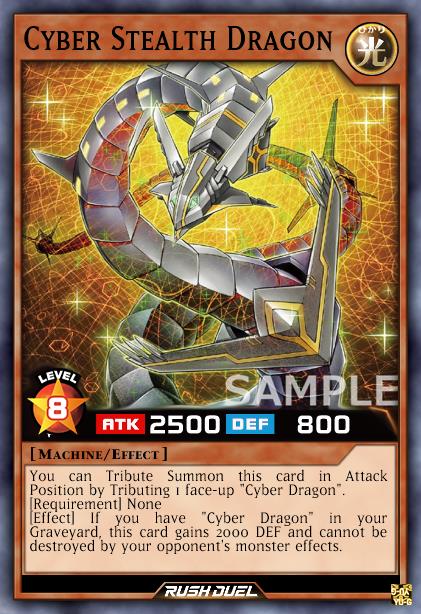 CYBER STEALTH DRAGON
ひかり
光
SAMPLE
LEVEL
8
ATK 2500 DEF 800
[MACHINE/EFFECT]
You can Tribute Summon this card in Attack
Position by Tributing 1 face-up "Cyber Dragon".
[Requirement] None
[Effect] If you have "Cyber Dragon" in your
Graveyard, this card gains 2000 DEF and cannot be
destroyed by your opponent's monster effects.
RUSH DUEL